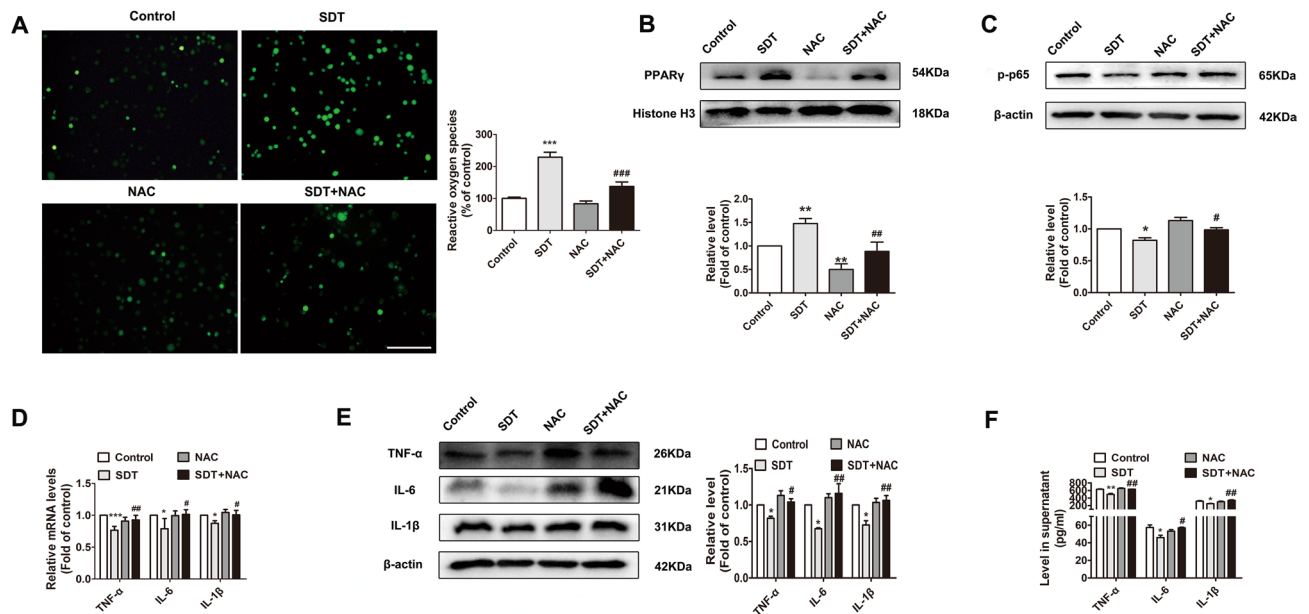 A
Control
SDT
NAC
SDT+NAC
Reactive oxygen species
(% of control)
300
200
100
0
***
###
Control
SDT
NAC
SDT+NAC
B
Control
SDT
NAC
SDT+NAC
PPARγ
54KDa
Histone H3
18KDa
Relative level
(Fold of control)
2.0
1.5
1.0
0.5
0.0
**
**
##
Control
SDT
NAC
SDT+NAC
C
Control
SDT
NAC
SDT+NAC
p-p65
65KDa
β-actin
42KDa
Relative level
(Fold of control)
1.5
1.0
0.5
0.0
*
#
Control
SDT
NAC
SDT+NAC
D
Control
NAC
SDT
SDT+NAC
Relative mRNA levels
(Fold of control)
1.5
1.0
0.5
0.0
*** ## * # * #
TNF-α IL-6 IL-1β
E
Control
SDT
NAC
SDT+NAC
TNF-α
26KDa
IL-6
21KDa
IL-1β
31KDa
β-actin
42KDa
Control
NAC
SDT
SDT+NAC
Relative level
(Fold of control)
1.5
1.0
0.5
0.0
* # * ## * ##
TNF-α IL-6 IL-1β
F
Control
NAC
SDT
SDT+NAC
Level in supernatant
(pg/ml)
800
600
400
200
80
60
40
20
0
** ## * # * ##
TNF-α IL-6 IL-1β